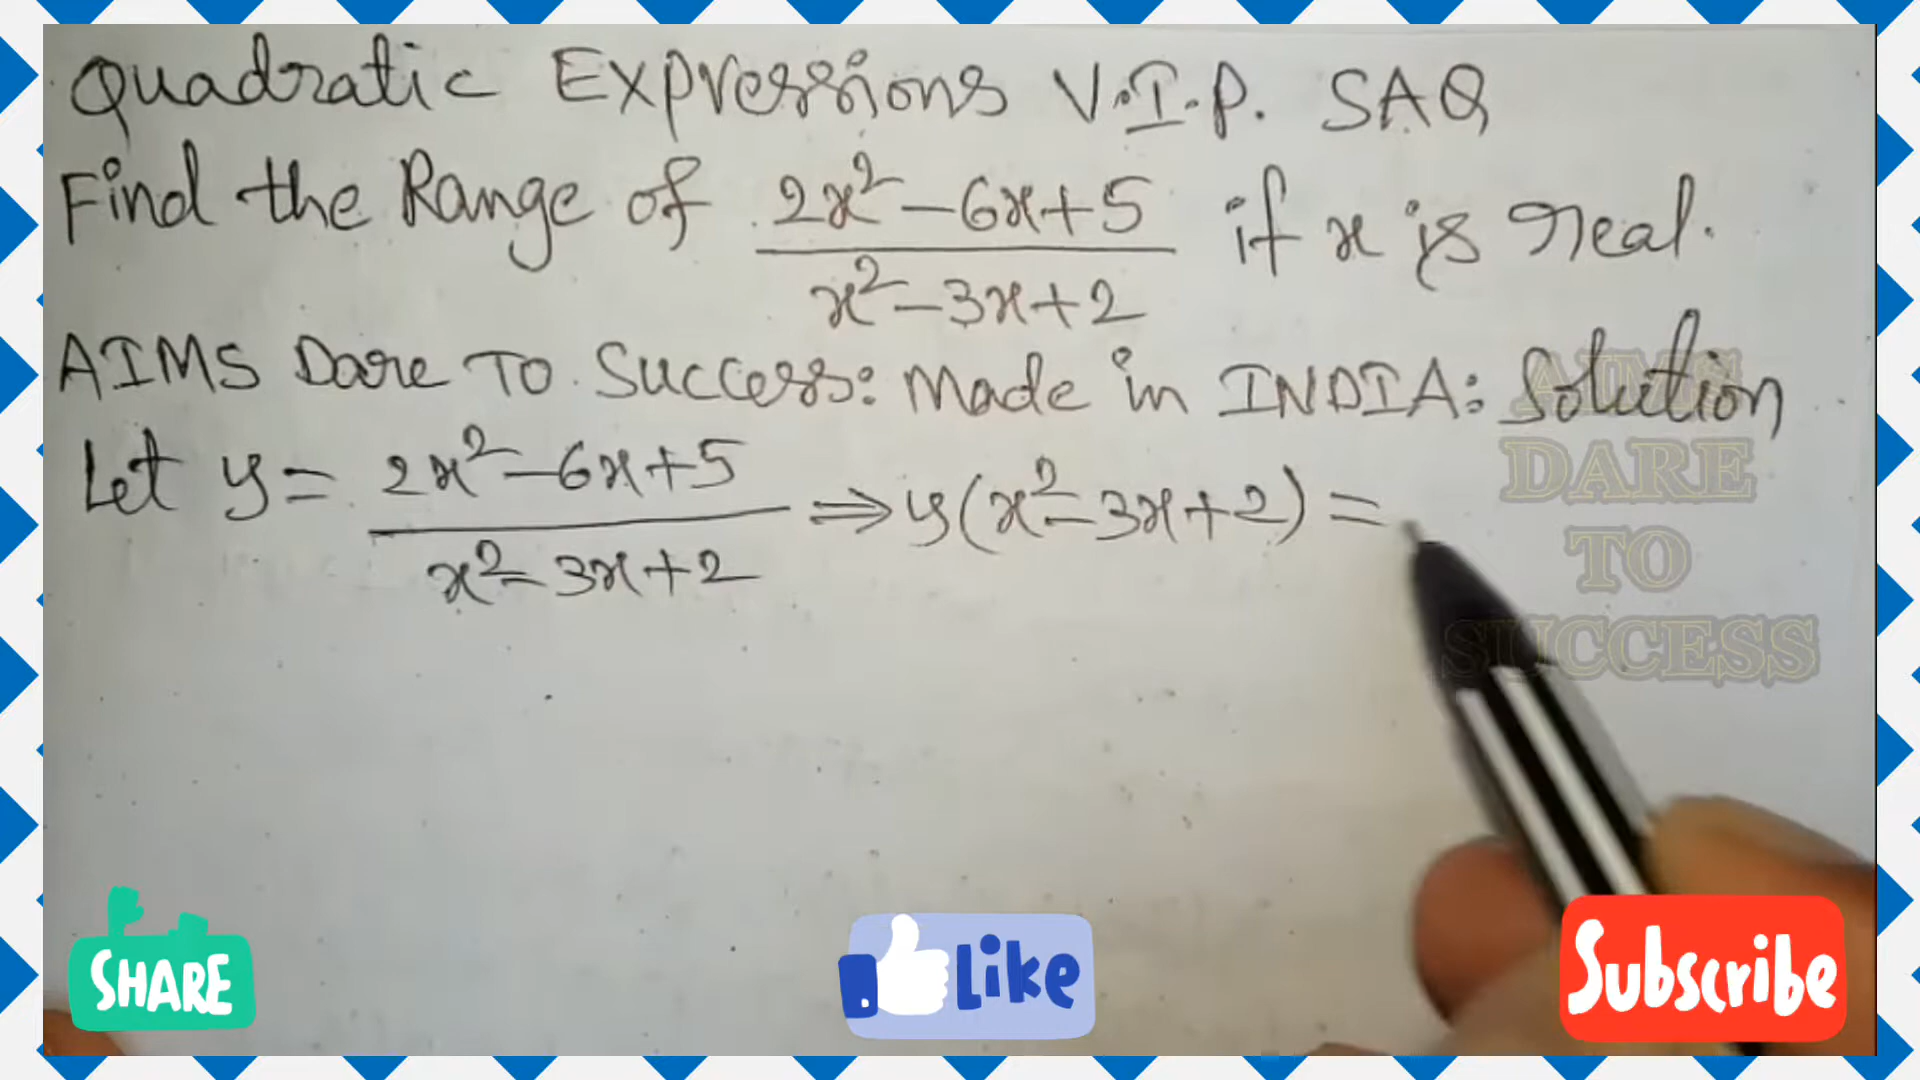 Quadratic Expressions V.I.P. SAQ
Find the Range of (2x²-6x+5)/(x²-3x+2) if x is real.
AIMS Dare To Success: Made in INDIA: Solution
Let y = (2x²-6x+5)/(x²-3x+2) ⇒ y(x²-3x+2) =
AIMS
DARE
TO
SUCCESS
SHARE
Like
Subscribe